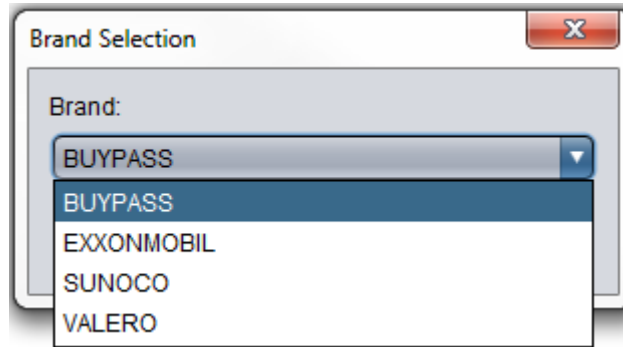 Brand Selection
Brand:
BUYPASS
BUYPASS
EXXONMOBIL
SUNOCO
VALERO